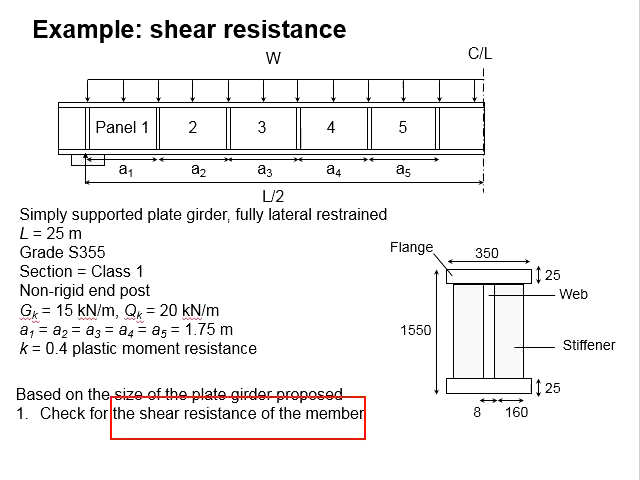 Example: shear resistance
W
C/L
Panel 1 2 3 4 5
a1 a2 a3 a4 a5
L/2
Simply supported plate girder, fully lateral restrained
L = 25 m
Grade S355
Section = Class 1
Non-rigid end post
Gk = 15 kN/m, Qk = 20 kN/m
a1 = a2 = a3 = a4 = a5 = 1.75 m
k = 0.4 plastic moment resistance
Flange
350
25
Web
1550
Stiffener
25
8 160
Based on the size of the plate girder proposed
1. Check for the shear resistance of the member